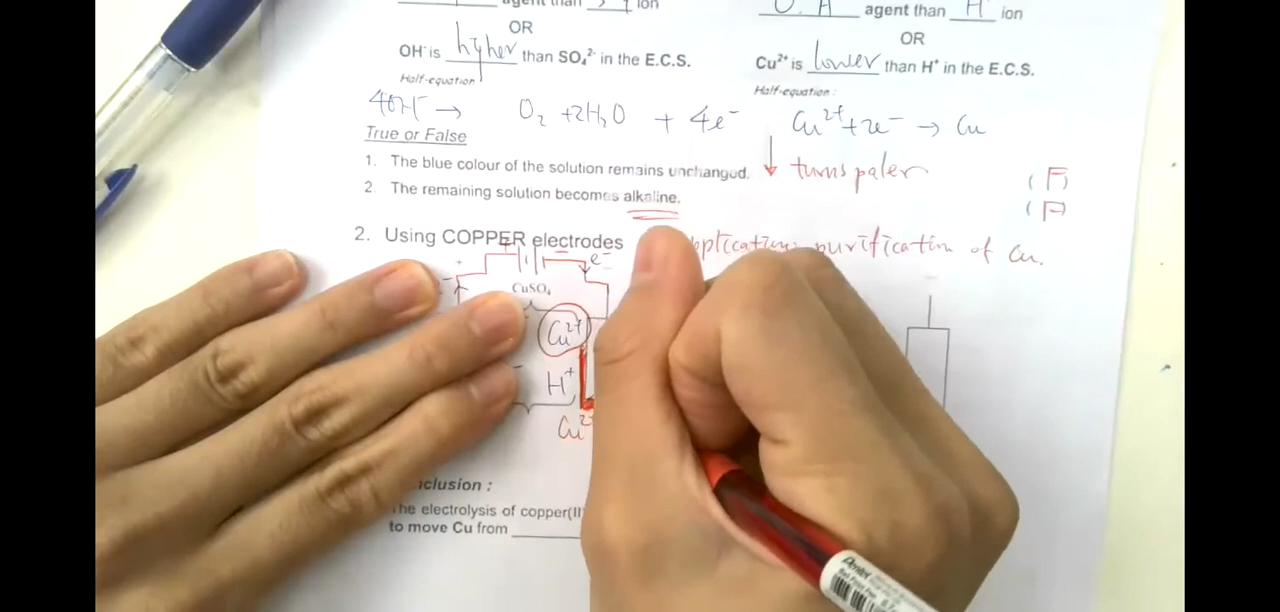 agent than ion
O. A agent than H+ ion
OR
OR
OH- is higher than SO₄²⁻ in the E.C.S.
Cu²⁺ is lower than H⁺ in the E.C.S.
Half-equation
Half-equation :
4OH⁻ → O₂ + 2H₂O + 4e⁻
Cu²⁺ + 2e⁻ → Cu
True or False
1. The blue colour of the solution remains unchanged. ↓ turns paler (F)
2. The remaining solution becomes alkaline. (F)
2. Using COPPER electrodes
purification of Cu.
+ e⁻
CuSO₄
Cu²⁺
H⁺
The electrolysis of copper(II)
to move Cu from
Pentel